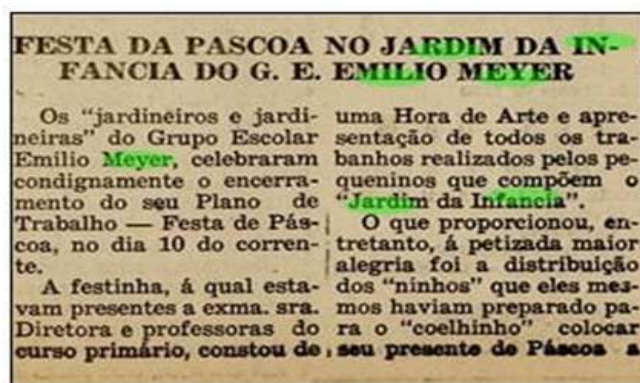 FESTA DA PASCOA NO JARDIM DA IN-
FANCIA DO G. E. EMILIO MEYER
Os "jardineiros e jardi-
neiras" do Grupo Escolar
Emilio Meyer, celebraram
condignamente o encerra-
mento do seu Plano de
Trabalho — Festa de Pás-
coa, no dia 10 do corren-
te.
A festinha, á qual esta-
vam presentes a exma. sra.
Diretora e professoras do
curso primário, constou de
uma Hora de Arte e apre-
sentação de todos os tra-
banhos realizados pelos pe-
queninos que compõem o
"Jardim da Infancia".
O que proporcionou, en-
tretanto, á petizada maior
alegria foi a distribuição
dos "ninhos" que eles mes-
mos haviam preparado pa-
ra o "coelhinho" colocar
seu presente de Páscoa a